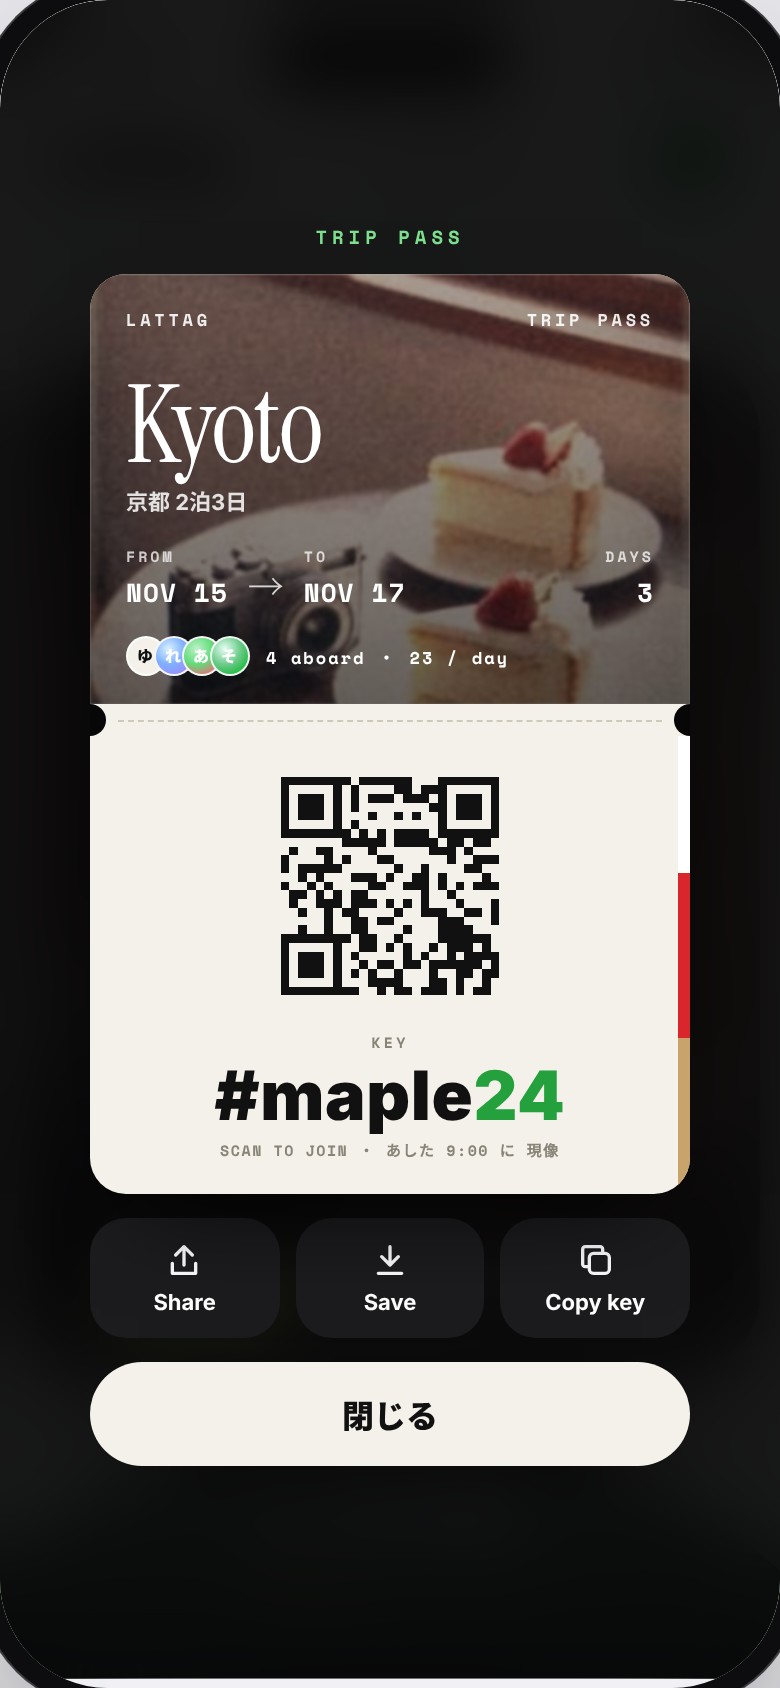 TRIP PASS
LATTAG
TRIP PASS
Kyoto
京都 2泊3日
FROM TO DAYS
NOV 15 → NOV 17 3
ゆ れ あ そ 4 aboard • 23 / day
KEY
#maple24
SCAN TO JOIN • あした 9:00 に 現像
Share
Save
Copy key
閉じる